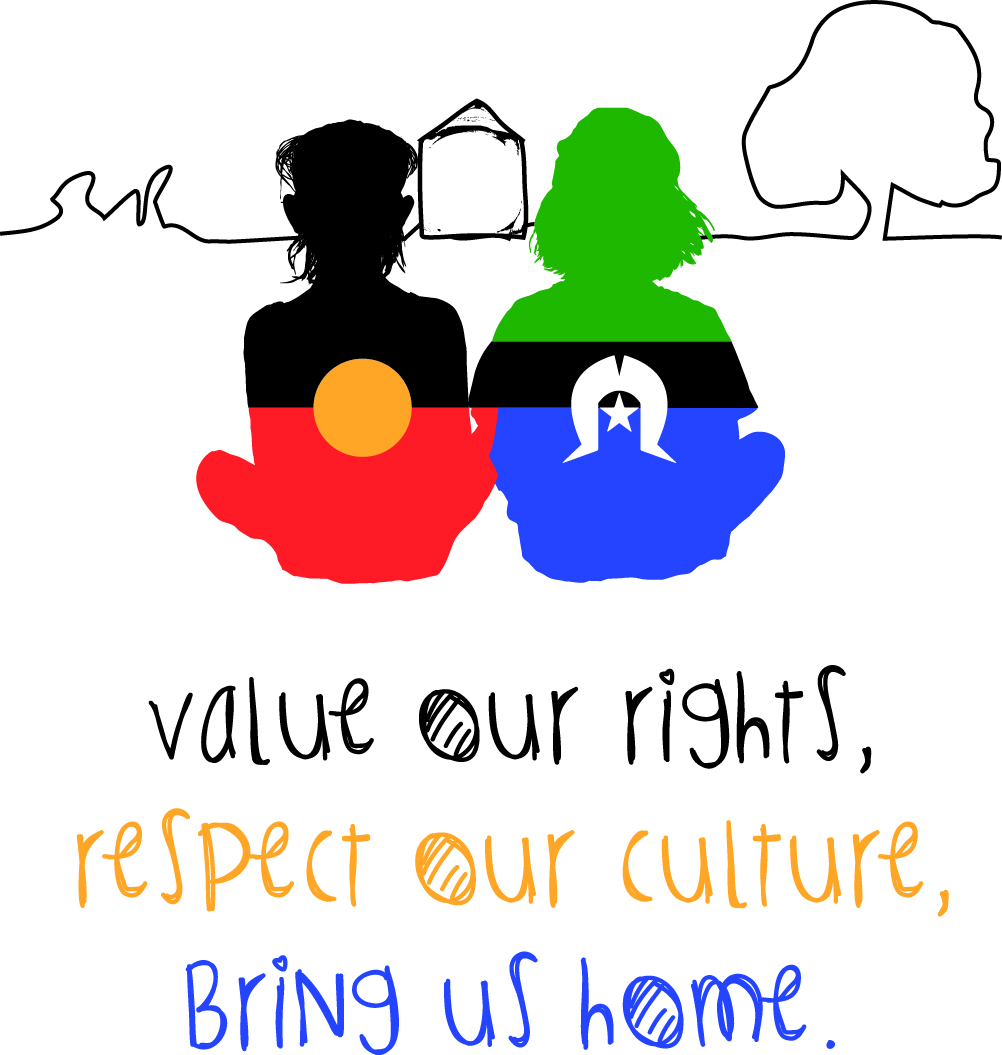 value our rights,
respect our culture,
Bring us home.